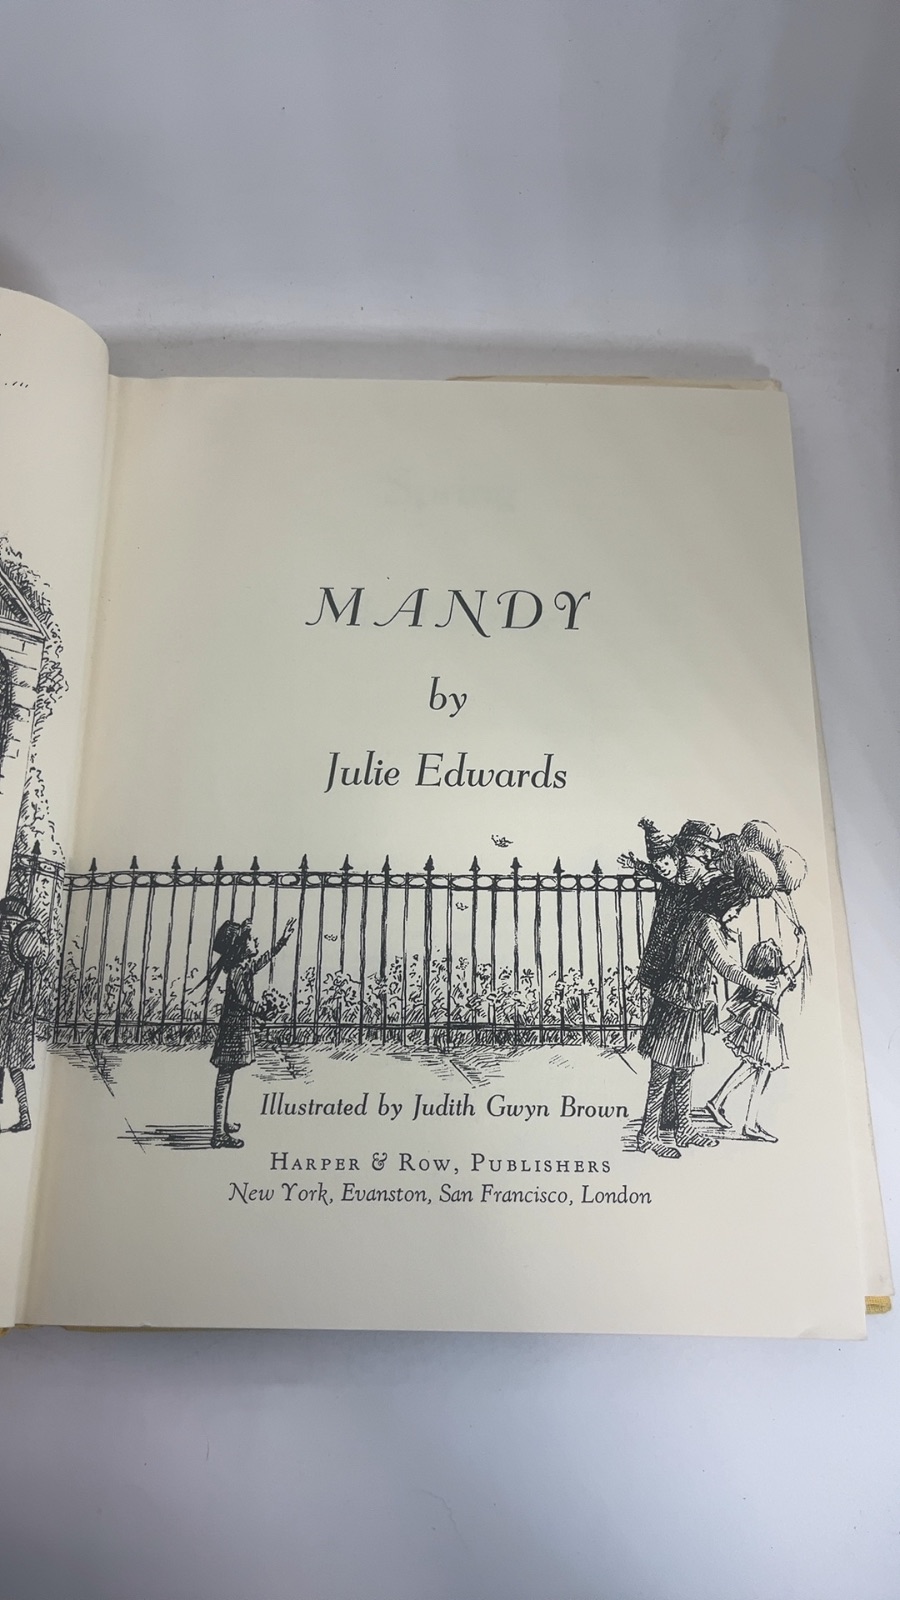 MANDY
by
Julie Edwards
Illustrated by Judith Gwyn Brown
HARPER & ROW, PUBLISHERS
New York, Evanston, San Francisco, London